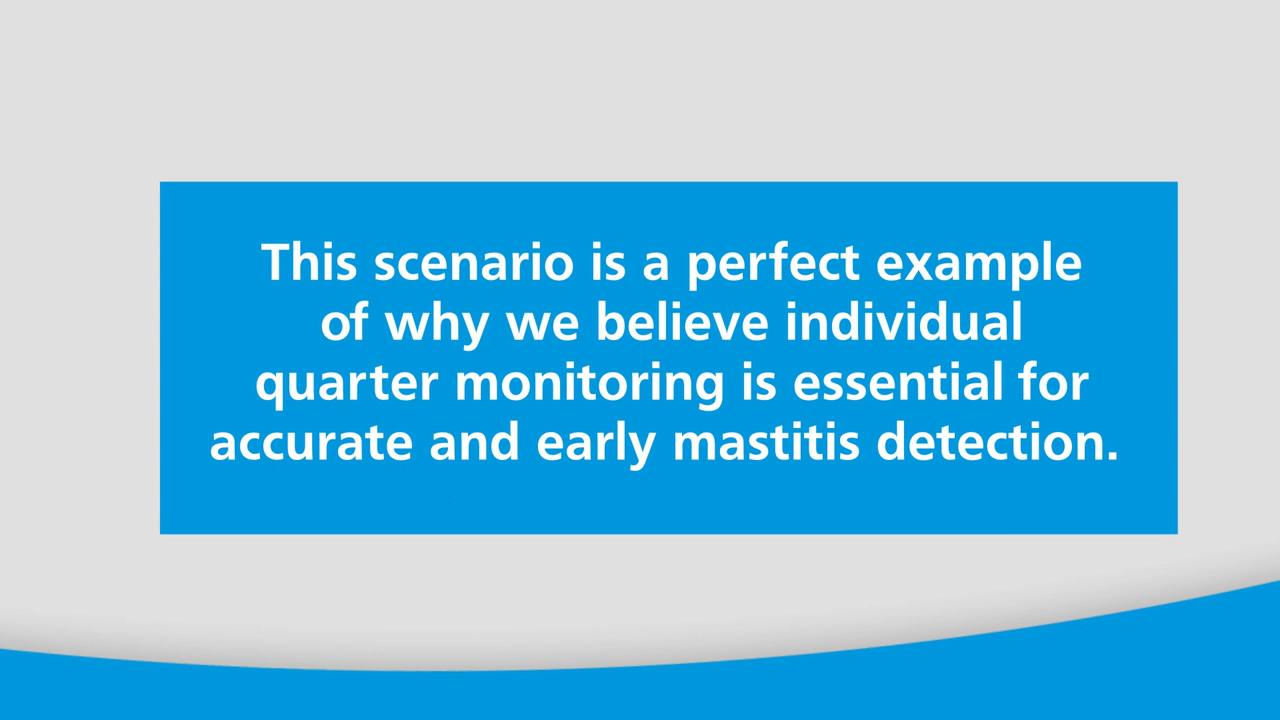 This scenario is a perfect example
of why we believe individual
quarter monitoring is essential for
accurate and early mastitis detection.